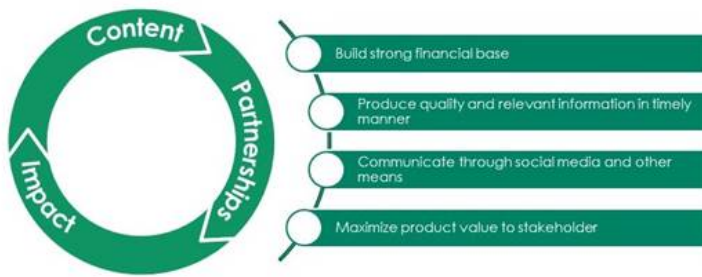 Content
Partnerships
Impact
Build strong financial base
Produce quality and relevant information in timely
manner
Communicate through social media and other
means
Maximize product value to stakeholder